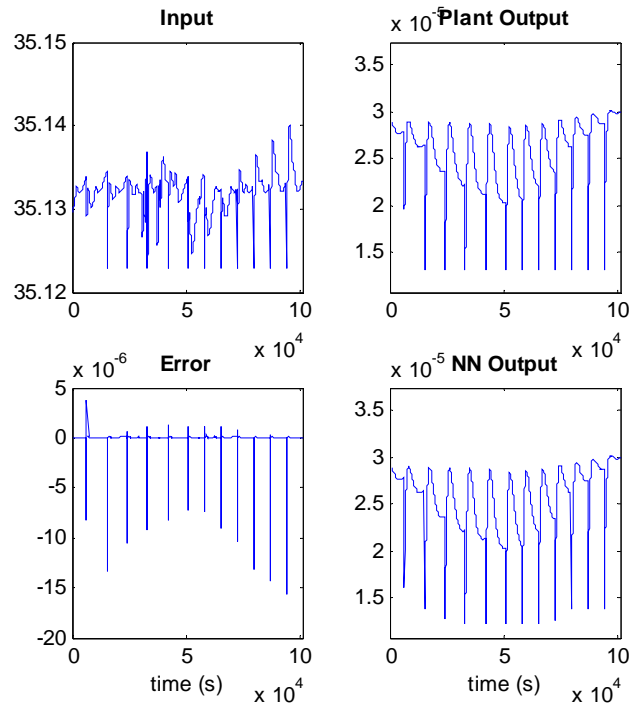 Input
35.15
35.14
35.13
35.12
0
5
10
x 10^4
x 10^-5
Plant Output
3.5
3
2.5
2
1.5
0
5
10
x 10^4
x 10^-6
Error
5
0
-5
-10
-15
-20
0
5
10
time (s)
x 10^4
x 10^-5
NN Output
3.5
3
2.5
2
1.5
0
5
10
time (s)
x 10^4